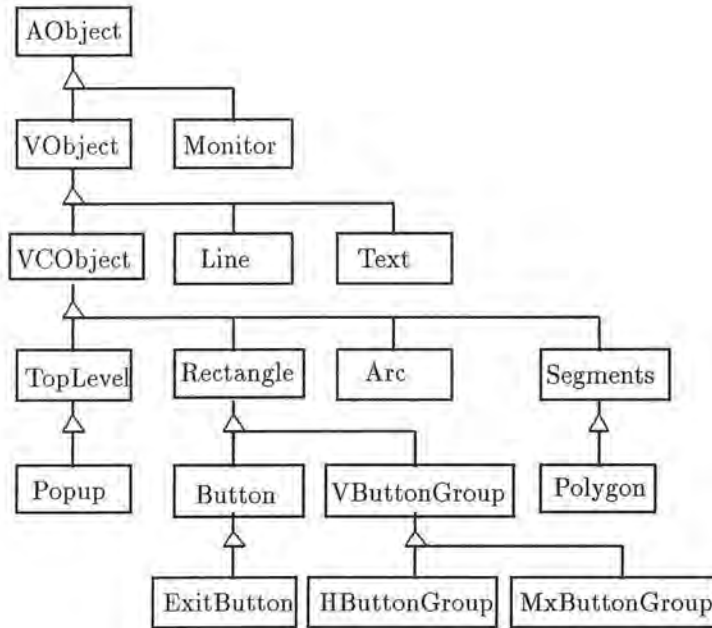 AObject
VObject
Monitor
VCObject
Line
Text
TopLevel
Rectangle
Arc
Segments
Popup
Button
VButtonGroup
Polygon
ExitButton
HButtonGroup
MxButtonGroup